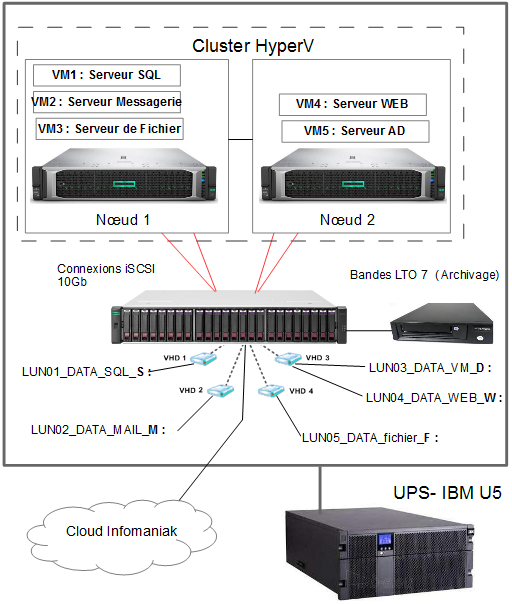 Cluster HyperV
VM1 : Serveur SQL
VM2 : Serveur Messagerie
VM3 : Serveur de Fichier
VM4 : Serveur WEB
VM5 : Serveur AD
Nœud 1
Nœud 2
Connexions iSCSI
10Gb
Bandes LTO 7 (Archivage)
VHD 1
VHD 3
LUN01_DATA_SQL_S :
LUN03_DATA_VM_D :
VHD 2
VHD 4
LUN04_DATA_WEB_W :
LUN02_DATA_MAIL_M :
LUN05_DATA_fichier_F :
UPS- IBM U5
Cloud Infomaniak